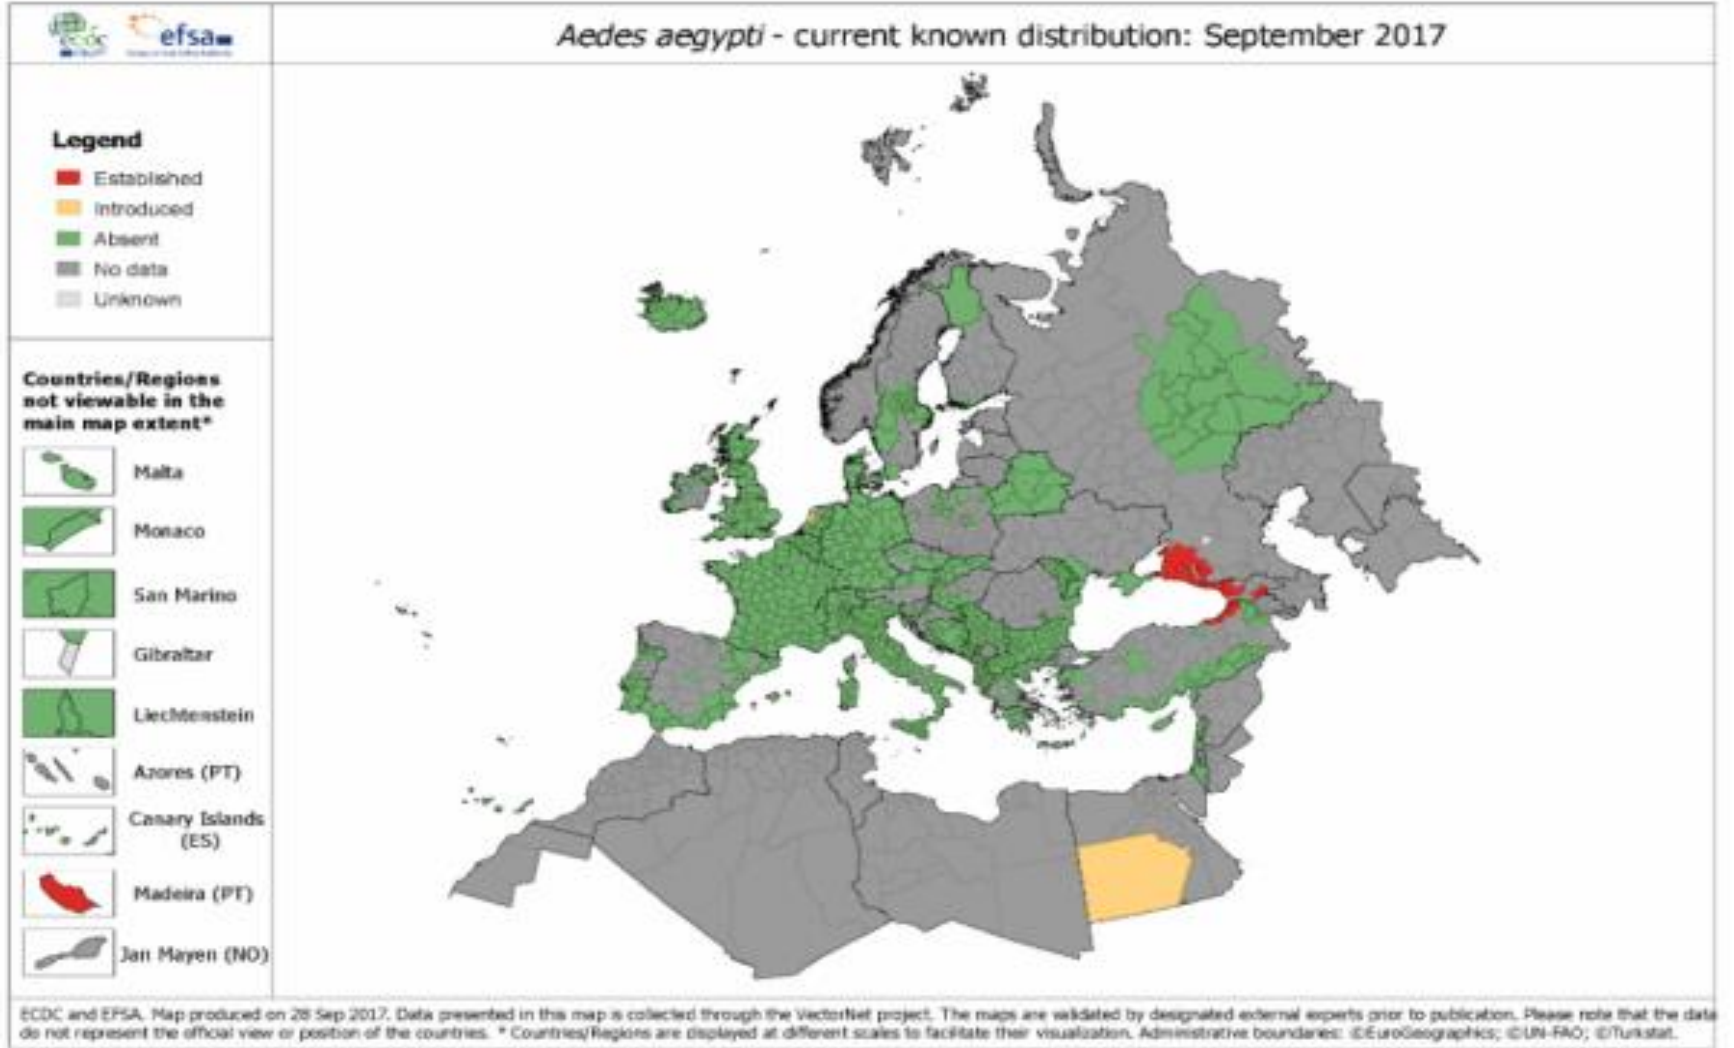 ecdc
efsa
Aedes aegypti - current known distribution: September 2017
Legend
Established
Introduced
Absent
No data
Unknown
Countries/Regions
not viewable in the
main map extent*
Malta
Monaco
San Marino
Gibraltar
Liechtenstein
Azores (PT)
Canary Islands
(ES)
Madeira (PT)
Jan Mayen (NO)
ECDC and EFSA. Map produced on 28 Sep 2017. Data presented in this map is collected through the VectorNet project. The maps are validated by designated external experts prior to publication. Please note that the data
do not represent the official view or position of the countries. * Countries/Regions are displayed at different scales to facilitate their visualization. Administrative boundaries: ©EuroGeographics; ©UN-FAO; ©Turkstat.